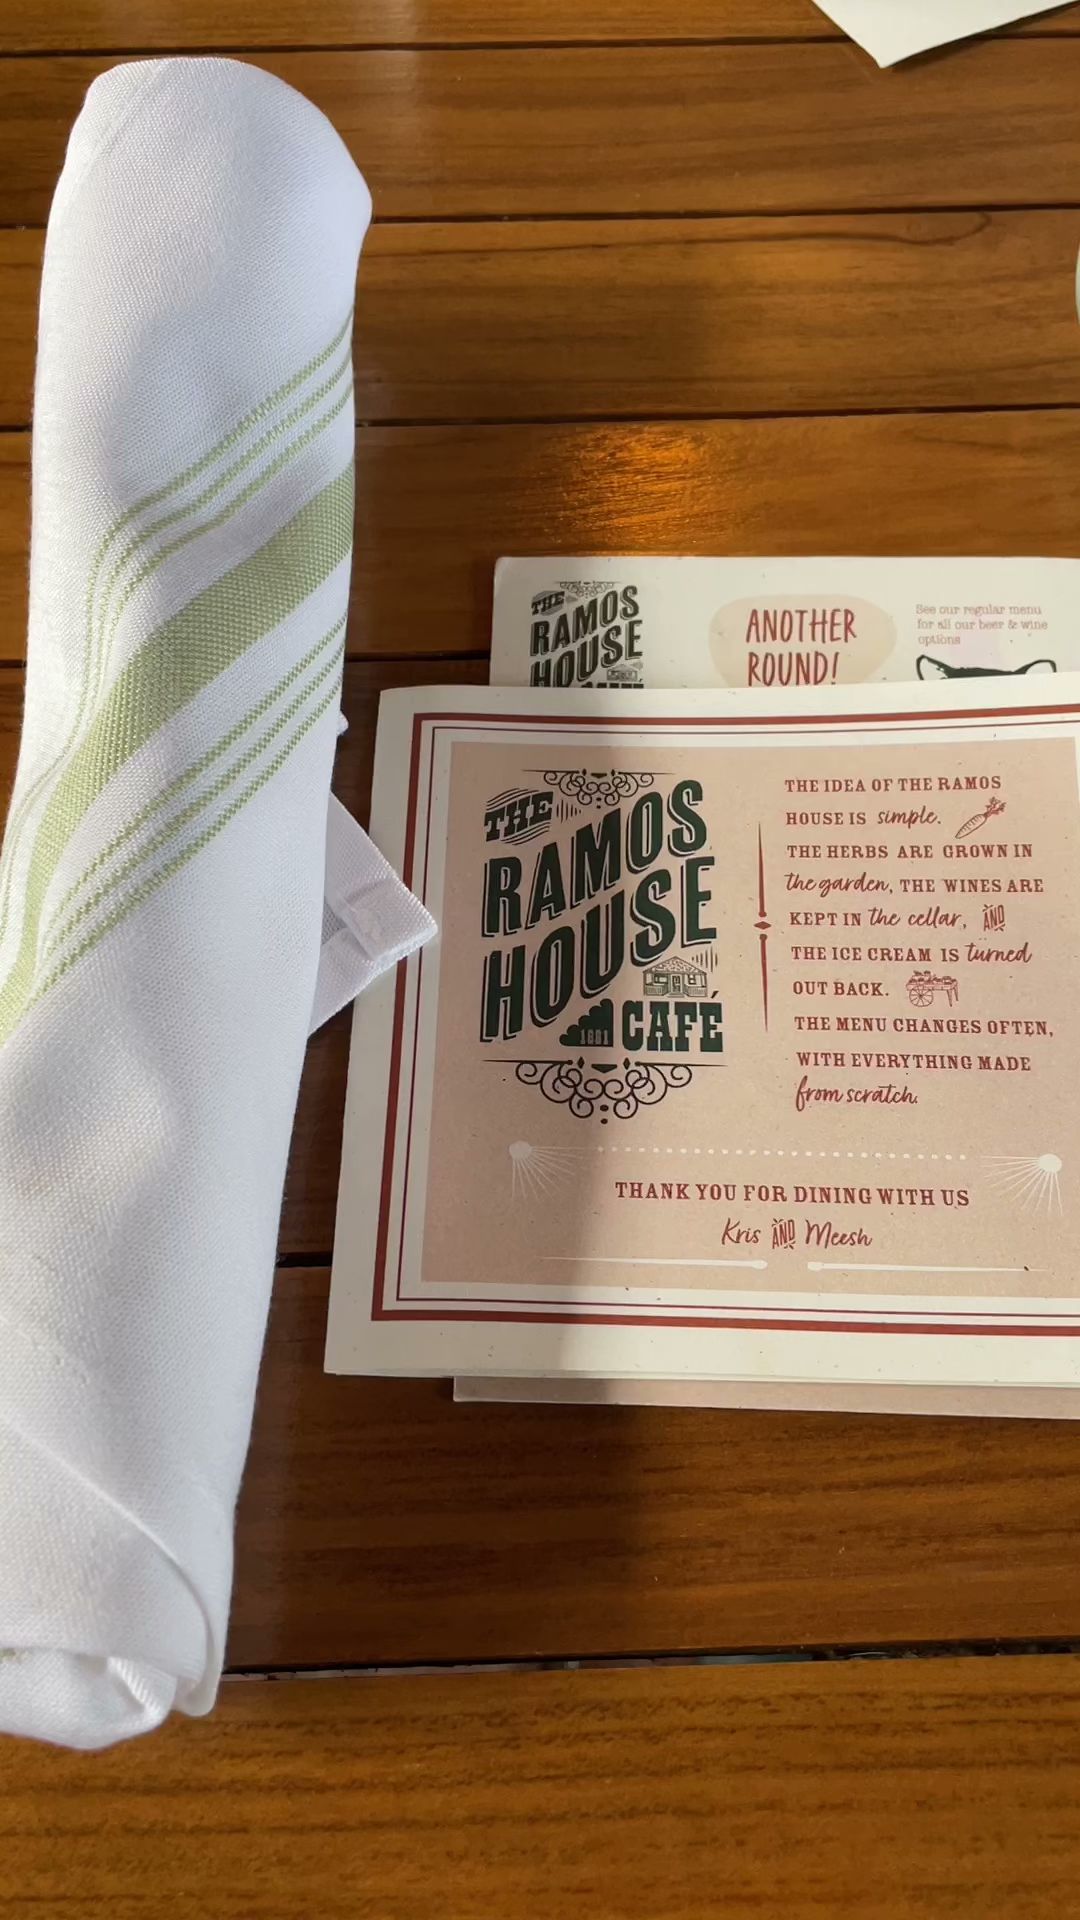 THE
RAMOS
HOUSE
ANOTHER
ROUND!
See our regular menu
for all our beer & wine
options
THE
RAMOS
HOUSE
1881 CAFÉ
THE IDEA OF THE RAMOS
HOUSE IS simple.
THE HERBS ARE GROWN IN
the garden, THE WINES ARE
KEPT IN the cellar, AND
THE ICE CREAM IS turned
OUT BACK.
THE MENU CHANGES OFTEN,
WITH EVERYTHING MADE
from scratch.
THANK YOU FOR DINING WITH US
Kris AND Meesh